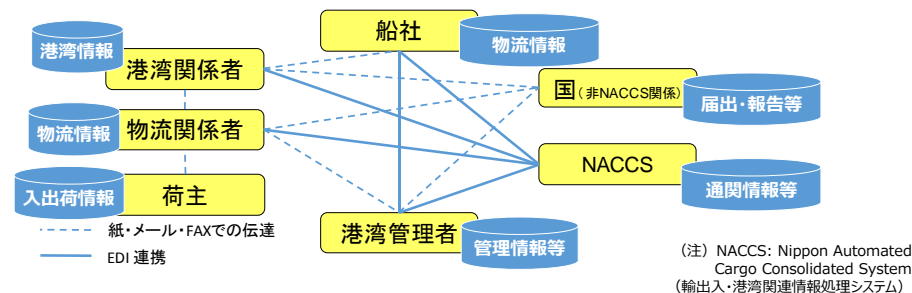 船社
物流情報
港湾情報
港湾関係者
国(非NACCS関係)
届出・報告等
物流関係者
物流情報
NACCS
通関情報等
荷主
入出荷情報
港湾管理者
管理情報等
紙・メール・FAXでの伝達
EDI 連携
(注) NACCS: Nippon Automated
Cargo Consolidated System
(輸出入・港湾関連情報処理システム)